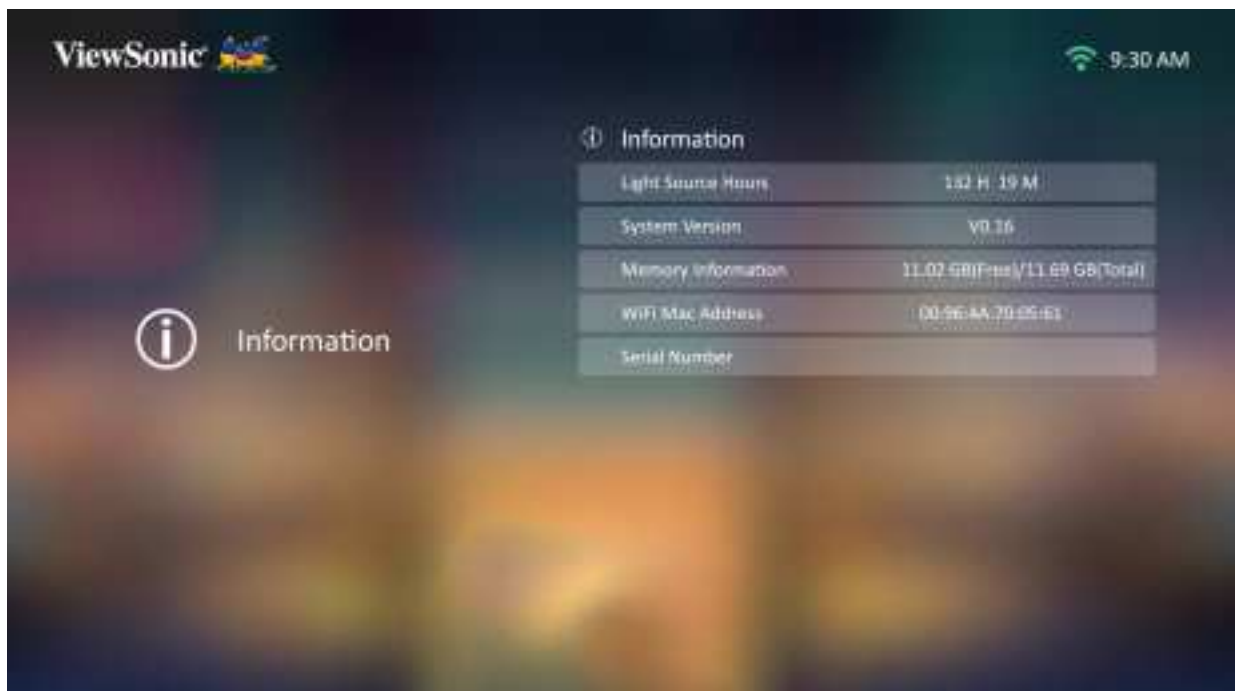 ViewSonic
9:30 AM
Information
Light Source Hours 132 H 19 M
System Version V0.16
Memory Information 11.02 GB(Free)/11.69 GB(Total)
WiFi Mac Address
Information
Serial Number